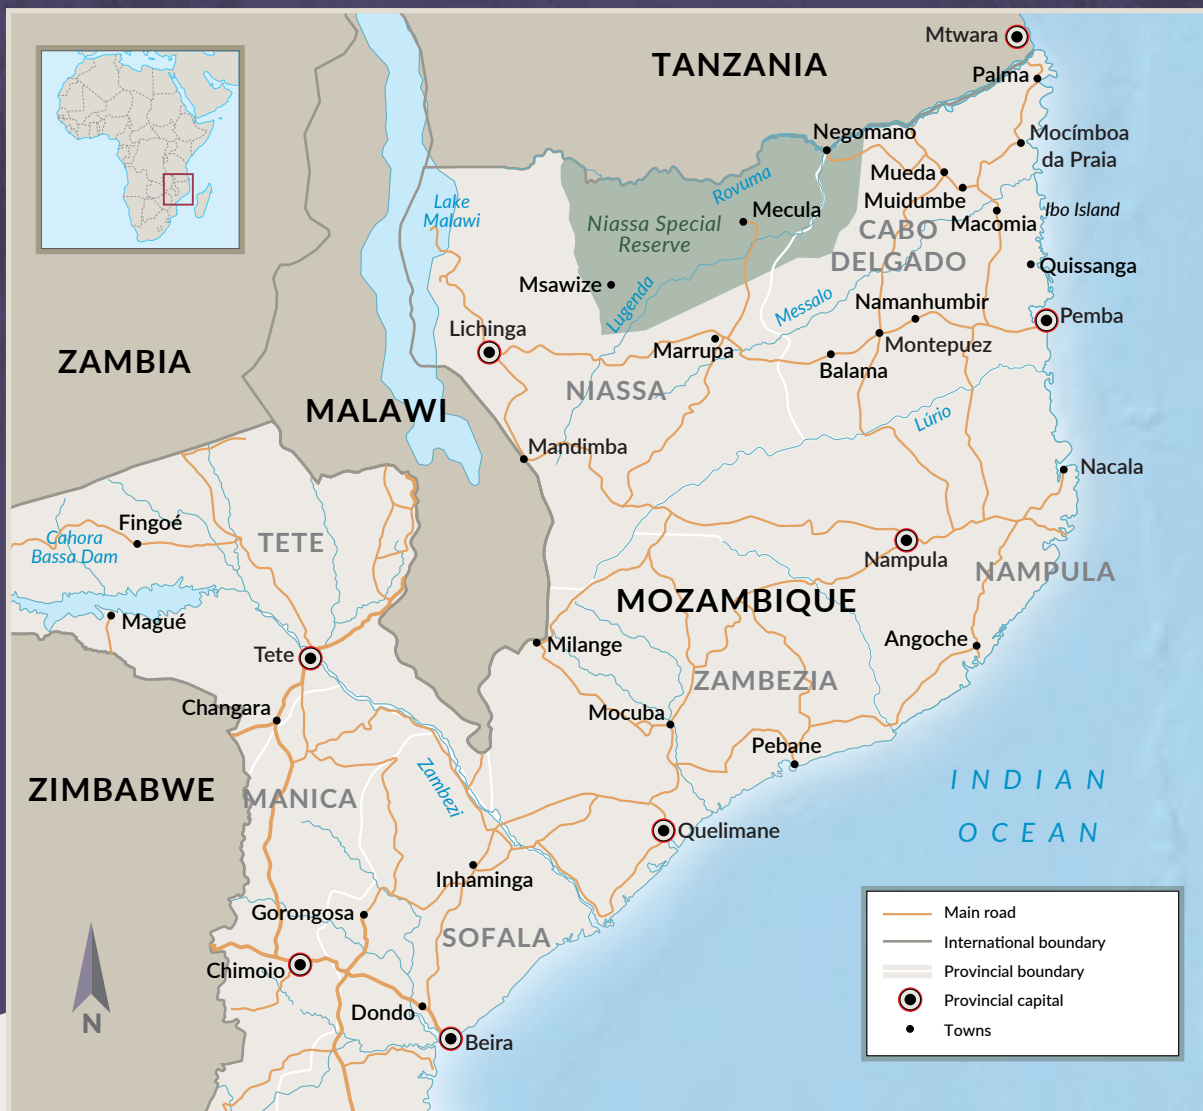 Mtwara
TANZANIA
Palma
Negomano
Mocímboa
da Praia
Mueda
Rovuma
Muidumbe
Lake
Malawi
Mecula
Ibo Island
Niassa Special
Reserve
Macomia
CABO
DELGADO
Quissanga
Msawize
Lugenda
Messalo
Namanhumbir
Pemba
Lichinga
Marrupa
Montepuez
ZAMBIA
Balama
NIASSA
MALAWI
Lúrio
Mandimba
Nacala
Fingoé
Cahora
Bassa Dam
TETE
Nampula
NAMPULA
MOZAMBIQUE
Magué
Angoche
Milange
Tete
ZAMBEZIA
Changara
Mocuba
Pebane
ZIMBABWE
Zambezi
INDIAN
OCEAN
MANICA
Quelimane
Inhaminga
Gorongosa
SOFALA
Chimoio
Dondo
Beira
N
Main road
International boundary
Provincial boundary
Provincial capital
Towns